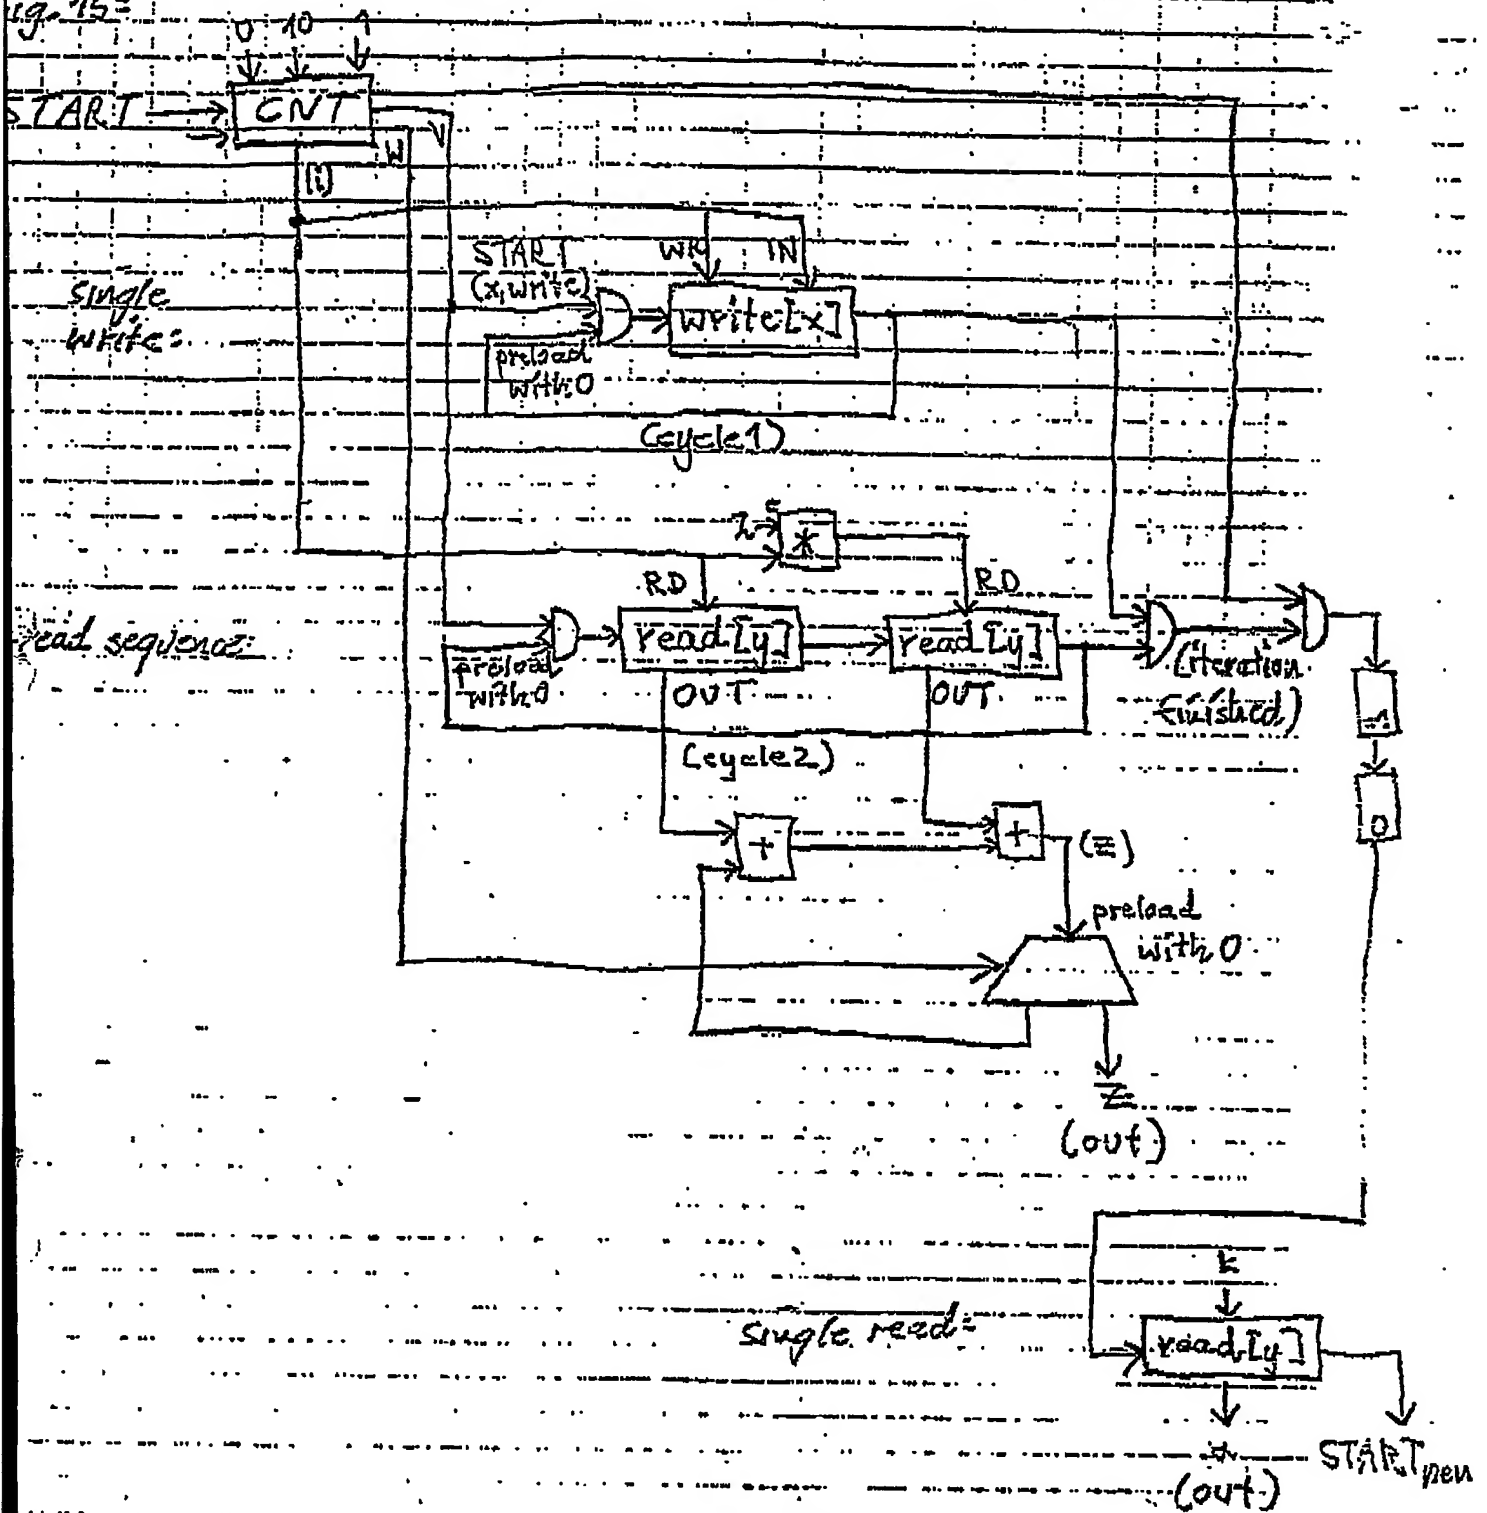 0 10 1
START
CNT
W V
(i)
START
(x,write)
WR IN
single
write:
write[x]
preload
with 0
(cycle1)
*
RD RD
read sequence:
read[y] read[y]
preload
with 0
OUT OUT
(iteration
finished)
(cycle2)
0
+ +
(z)
preload
with 0
z
(out)
k
single read:
read[y]
STARTnew
(out)